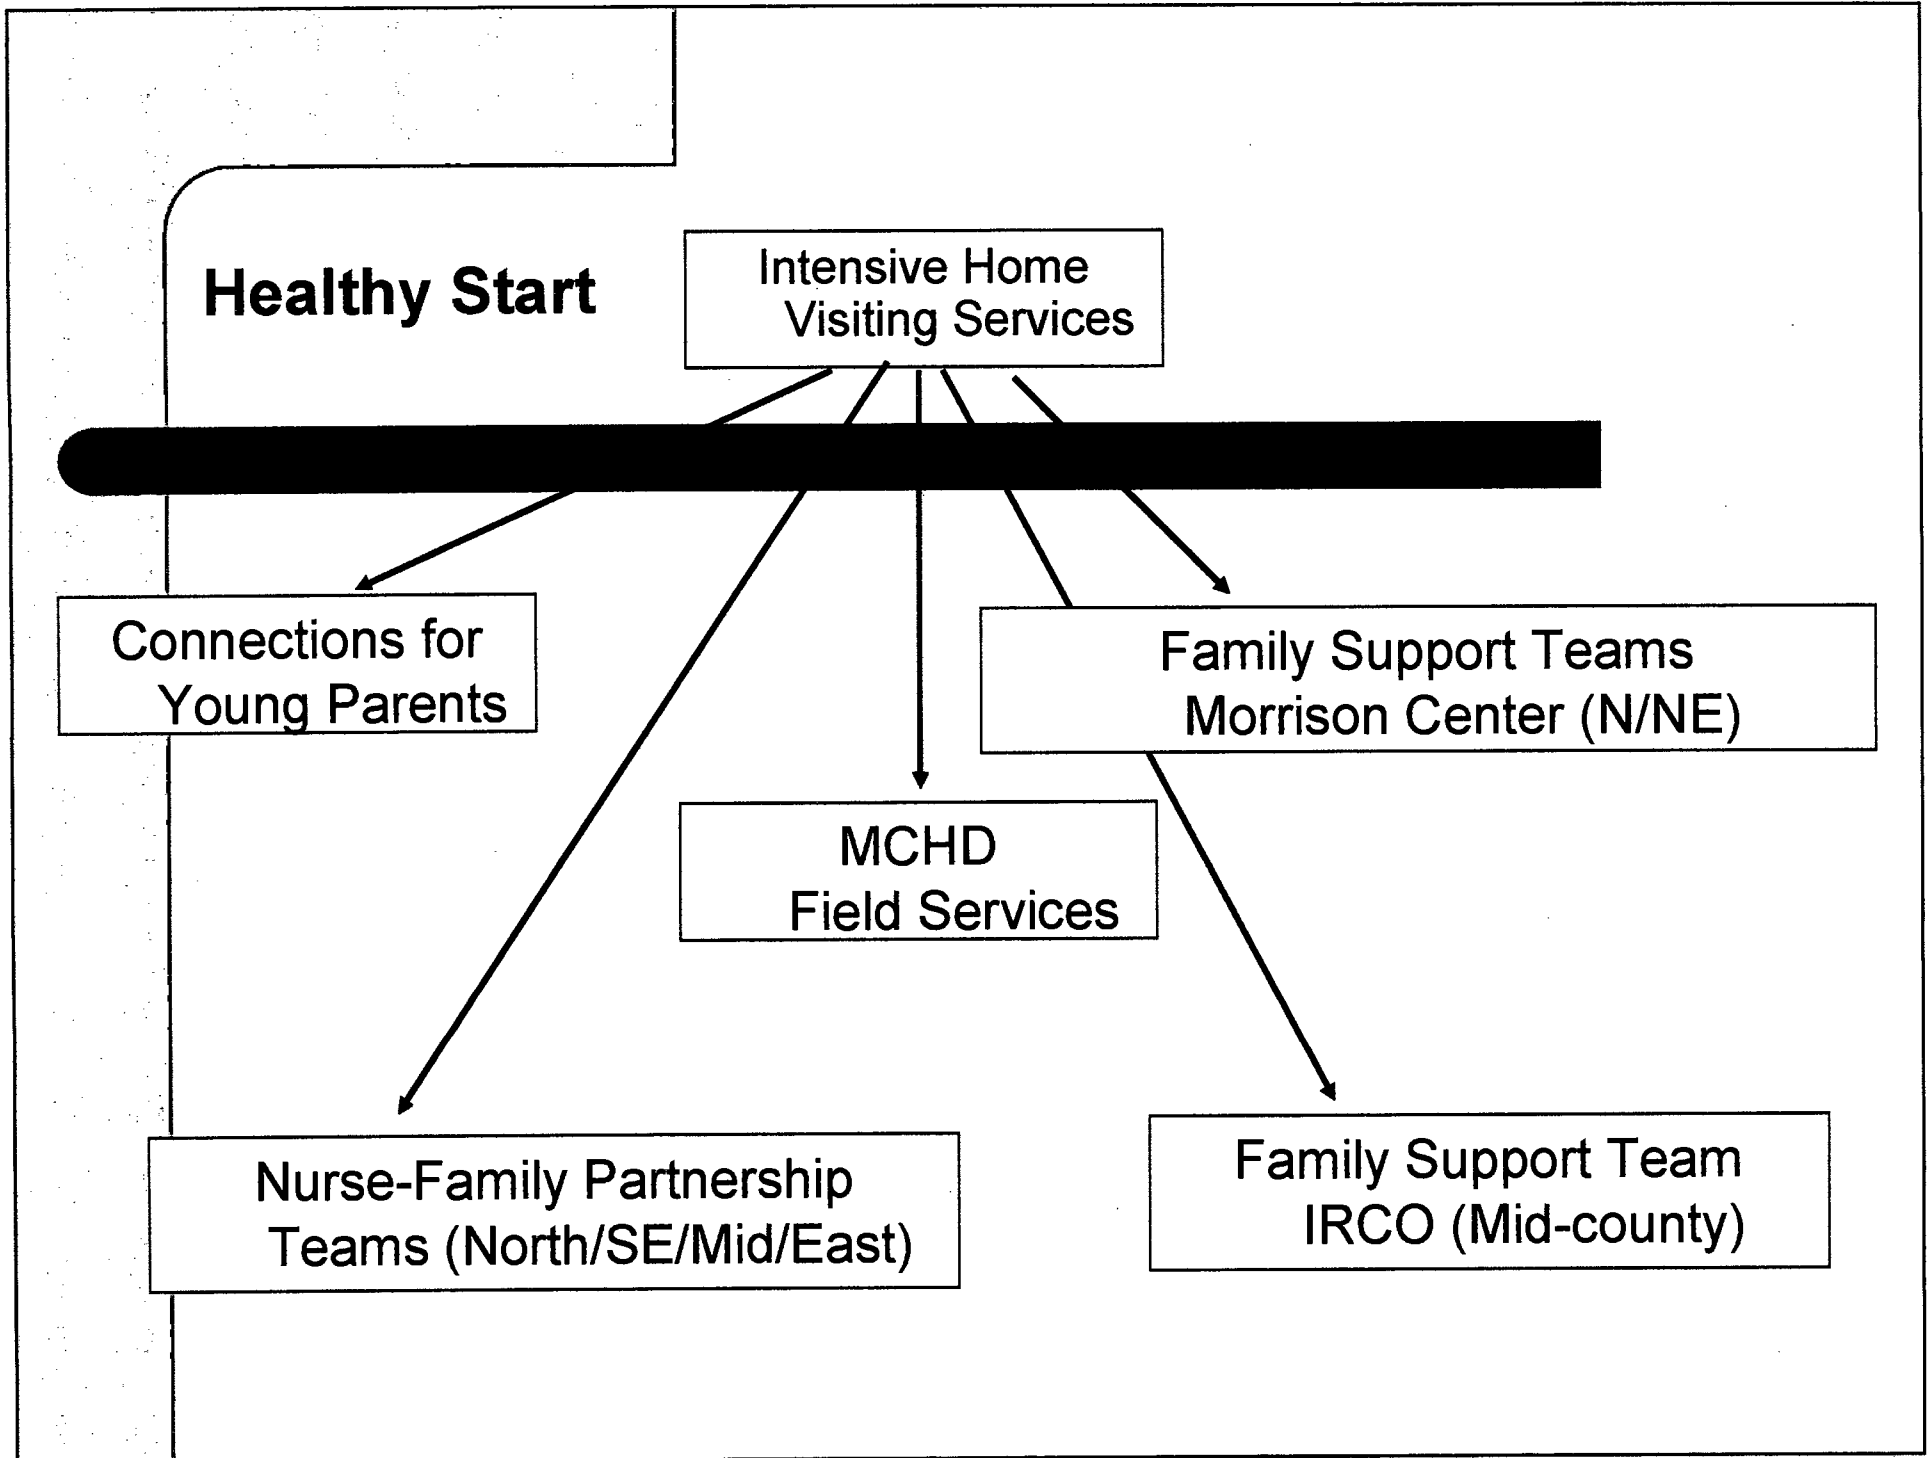 Healthy Start
Intensive Home
Visiting Services
Connections for
Young Parents
Family Support Teams
Morrison Center (N/NE)
MCHD
Field Services
Nurse-Family Partnership
Teams (North/SE/Mid/East)
Family Support Team
IRCO (Mid-county)